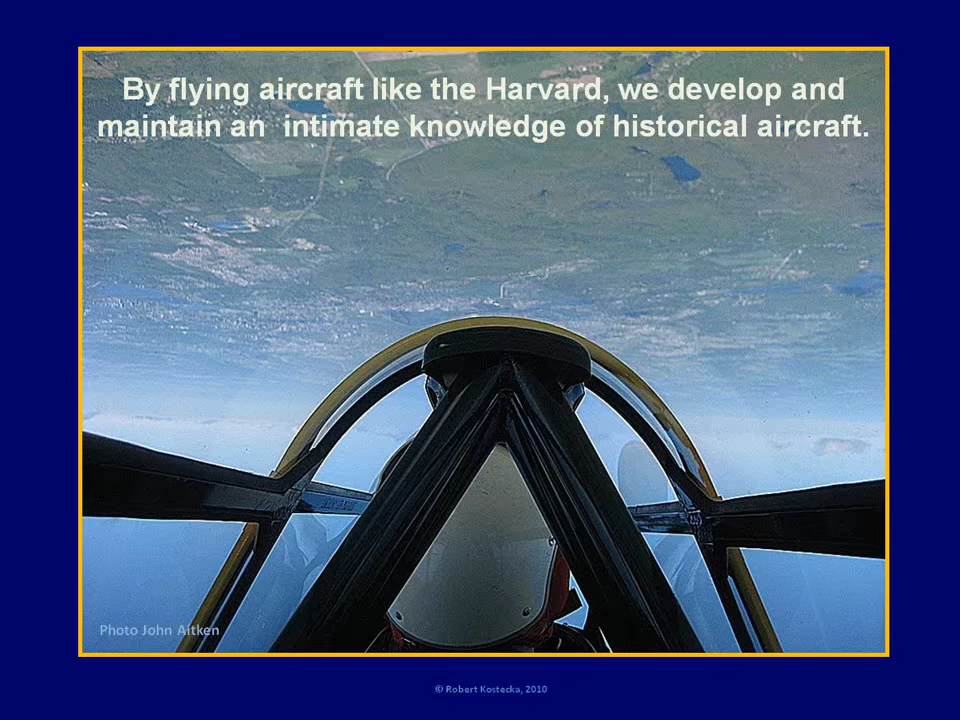 By flying aircraft like the Harvard, we develop and
maintain an  intimate knowledge of historical aircraft.
Photo John Aitken
© Robert Kostecka, 2010